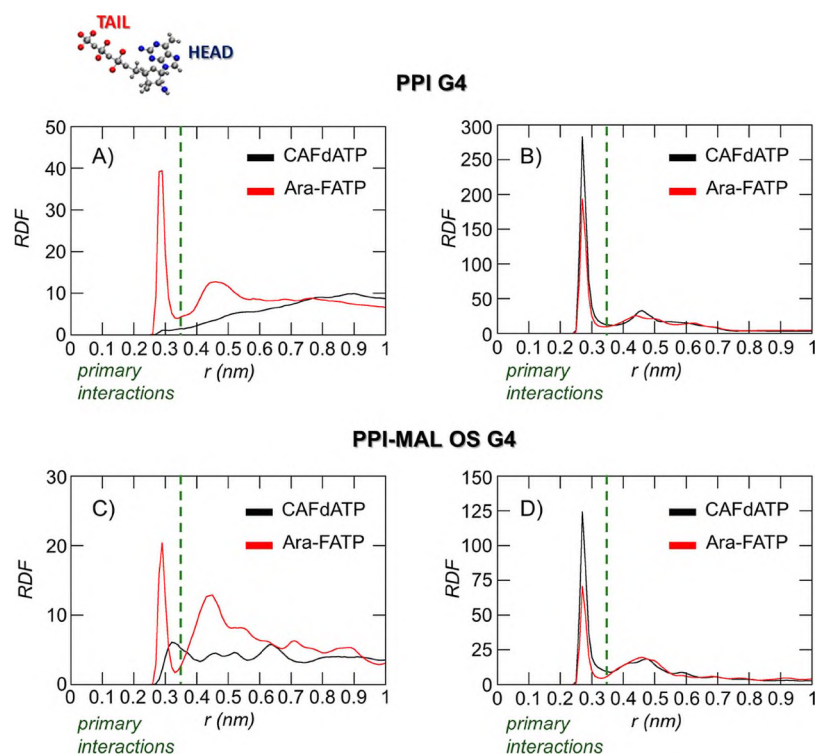 TAIL
HEAD
PPI G4
A)
CAFdATP
Ara-FATP
RDF
50
40
30
20
10
0
0 0.1 0.2 0.3 0.4 0.5 0.6 0.7 0.8 0.9 1
primary
interactions
r (nm)
B)
CAFdATP
Ara-FATP
RDF
300
250
200
150
100
50
0
0 0.1 0.2 0.3 0.4 0.5 0.6 0.7 0.8 0.9 1
primary
interactions
r (nm)
PPI-MAL OS G4
C)
CAFdATP
Ara-FATP
RDF
30
20
10
0
0 0.1 0.2 0.3 0.4 0.5 0.6 0.7 0.8 0.9 1
primary
interactions
r (nm)
D)
CAFdATP
Ara-FATP
RDF
150
125
100
75
50
25
0
0 0.1 0.2 0.3 0.4 0.5 0.6 0.7 0.8 0.9 1
primary
interactions
r (nm)